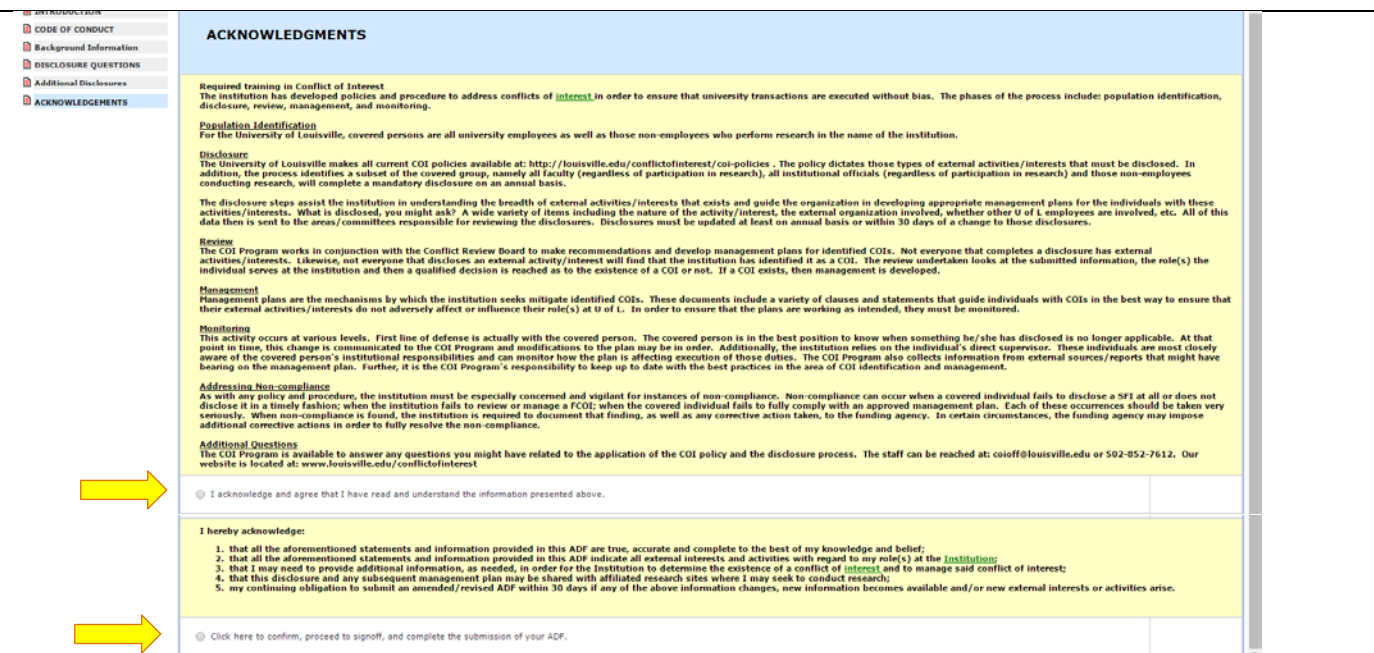 INTRODUCTION
CODE OF CONDUCT
Background Information
DISCLOSURE QUESTIONS
Additional Disclosures
ACKNOWLEDGEMENTS
ACKNOWLEDGMENTS
Required training in Conflict of Interest
The institution has developed policies and procedure to address conflicts of interest in order to ensure that university transactions are executed without bias. The phases of the process include: population identification,
disclosure, review, management, and monitoring.
Population Identification
For the University of Louisville, covered persons are all university employees as well as those non-employees who perform research in the name of the institution.
Disclosure
The University of Louisville makes all current COI policies available at: http://louisville.edu/conflictofinterest/coi-policies . The policy dictates those types of external activities/interests that must be disclosed. In
addition, the process identifies a subset of the covered group, namely all faculty (regardless of participation in research), all institutional officials (regardless of participation in research) and those non-employees
conducting research, will complete a mandatory disclosure on an annual basis.
The disclosure steps assist the institution in understanding the breadth of external activities/interests that exists and guide the organization in developing appropriate management plans for the individuals with these
activities/interests. What is disclosed, you might ask? A wide variety of items including the nature of the activity/interest, the external organization involved, whether other U of L employees are involved, etc. All of this
data then is sent to the areas/committees responsible for reviewing the disclosures. Disclosures must be updated at least on annual basis or within 30 days of a change to those disclosures.
Review
The COI Program works in conjunction with the Conflict Review Board to make recommendations and develop management plans for identified COIs. Not everyone that completes a disclosure has external
activities/interests. Likewise, not everyone that discloses an external activity/interest will find that the institution has identified it as a COI. The review undertaken looks at the submitted information, the role(s) the
individual serves at the institution and then a qualified decision is reached as to the existence of a COI or not. If a COI exists, then management is developed.
Management
Management plans are the mechanisms by which the institution seeks mitigate identified COIs. These documents include a variety of clauses and statements that guide individuals with COIs in the best way to ensure that
their external activities/interests do not adversely affect or influence their role(s) at U of L. In order to ensure that the plans are working as intended, they must be monitored.
Monitoring
This activity occurs at various levels. First line of defense is actually with the covered person. The covered person is in the best position to know when something he/she has disclosed is no longer applicable. At that
point in time, this change is communicated to the COI Program and modifications to the plan may be in order. Additionally, the institution relies on the individual's direct supervisor. These individuals are most closely
aware of the covered person's institutional responsibilities and can monitor how the plan is affecting execution of those duties. The COI Program also collects information from external sources/reports that might have
bearing on the management plan. Further, it is the COI Program's responsibility to keep up to date with the best practices in the area of COI identification and management.
Addressing Non-compliance
As with any policy and procedure, the institution must be especially concerned and vigilant for instances of non-compliance. Non-compliance can occur when a covered individual fails to disclose a SFI at all or does not
disclose it in a timely fashion; when the institution fails to review or manage a FCOI; when the covered individual fails to fully comply with an approved management plan. Each of these occurrences should be taken very
seriously. When non-compliance is found, the institution is required to document that finding, as well as any corrective action taken, to the funding agency. In certain circumstances, the funding agency may impose
additional corrective actions in order to fully resolve the non-compliance.
Additional Questions
The COI Program is available to answer any questions you might have related to the application of the COI policy and the disclosure process. The staff can be reached at: coioff@louisville.edu or 502-852-7612. Our
website is located at: www.louisville.edu/conflictofinterest
I acknowledge and agree that I have read and understand the information presented above.
I hereby acknowledge:
1. that all the aforementioned statements and information provided in this ADF are true, accurate and complete to the best of my knowledge and belief;
2. that all the aforementioned statements and information provided in this ADF indicate all external interests and activities with regard to my role(s) at the Institution;
3. that I may need to provide additional information, as needed, in order for the Institution to determine the existence of a conflict of interest and to manage said conflict of interest;
4. that this disclosure and any subsequent management plan may be shared with affiliated research sites where I may seek to conduct research;
5. my continuing obligation to submit an amended/revised ADF within 30 days if any of the above information changes, new information becomes available and/or new external interests or activities arise.
Click here to confirm, proceed to signoff, and complete the submission of your ADF.